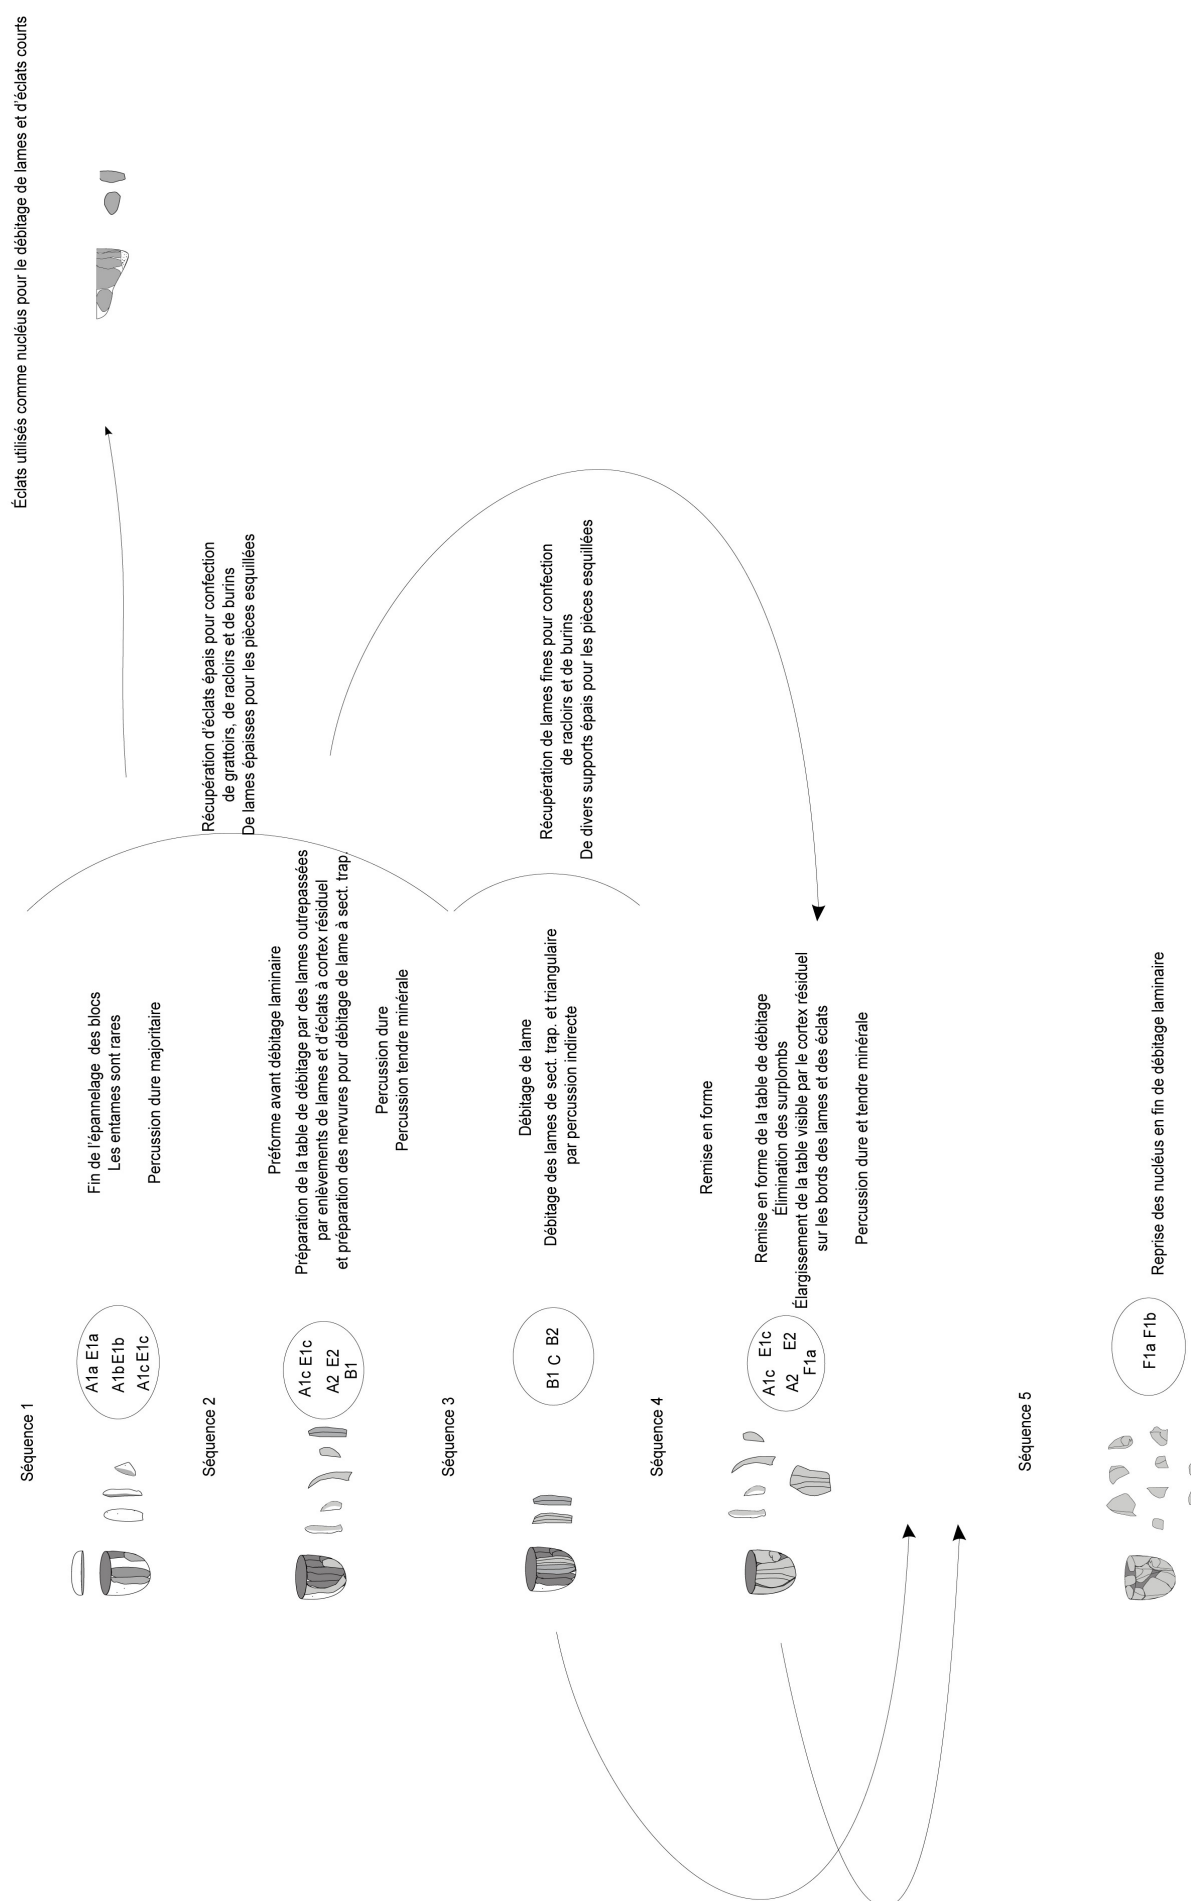 Séquence 1
A1a E1a
A1b E1b
A1c E1c
Fin de l'épannelage des blocs
Les entames sont rares
Percussion dure majoritaire
Éclats utilisés comme nucléus pour le débitage de lames et d'éclats courts
Séquence 2
A1c E1c
A2 E2
B1
Préforme avant débitage laminaire
Préparation de la table de débitage par des lames outrepassées
par enlèvements de lames et d'éclats à cortex résiduel
et préparation des nervures pour débitage de lame à sect. trap.
Percussion dure
Percussion tendre minérale
Récupération d'éclats épais pour confection
de grattoirs, de racloirs et de burins
De lames épaisses pour les pièces esquillées
Séquence 3
B1 C B2
Débitage de lame
Débitage des lames de sect. trap. et triangulaire
par percussion indirecte
Récupération de lames fines pour confection
de racloirs et de burins
De divers supports épais pour les pièces esquillées
Séquence 4
A1c E1c
A2 E2
F1a
Remise en forme
Remise en forme de la table de débitage
Élimination des surplombs
Élargissement de la table visible par le cortex résiduel
sur les bords des lames et des éclats
Percussion dure et tendre minérale
Séquence 5
F1a F1b
Reprise des nucléus en fin de débitage laminaire